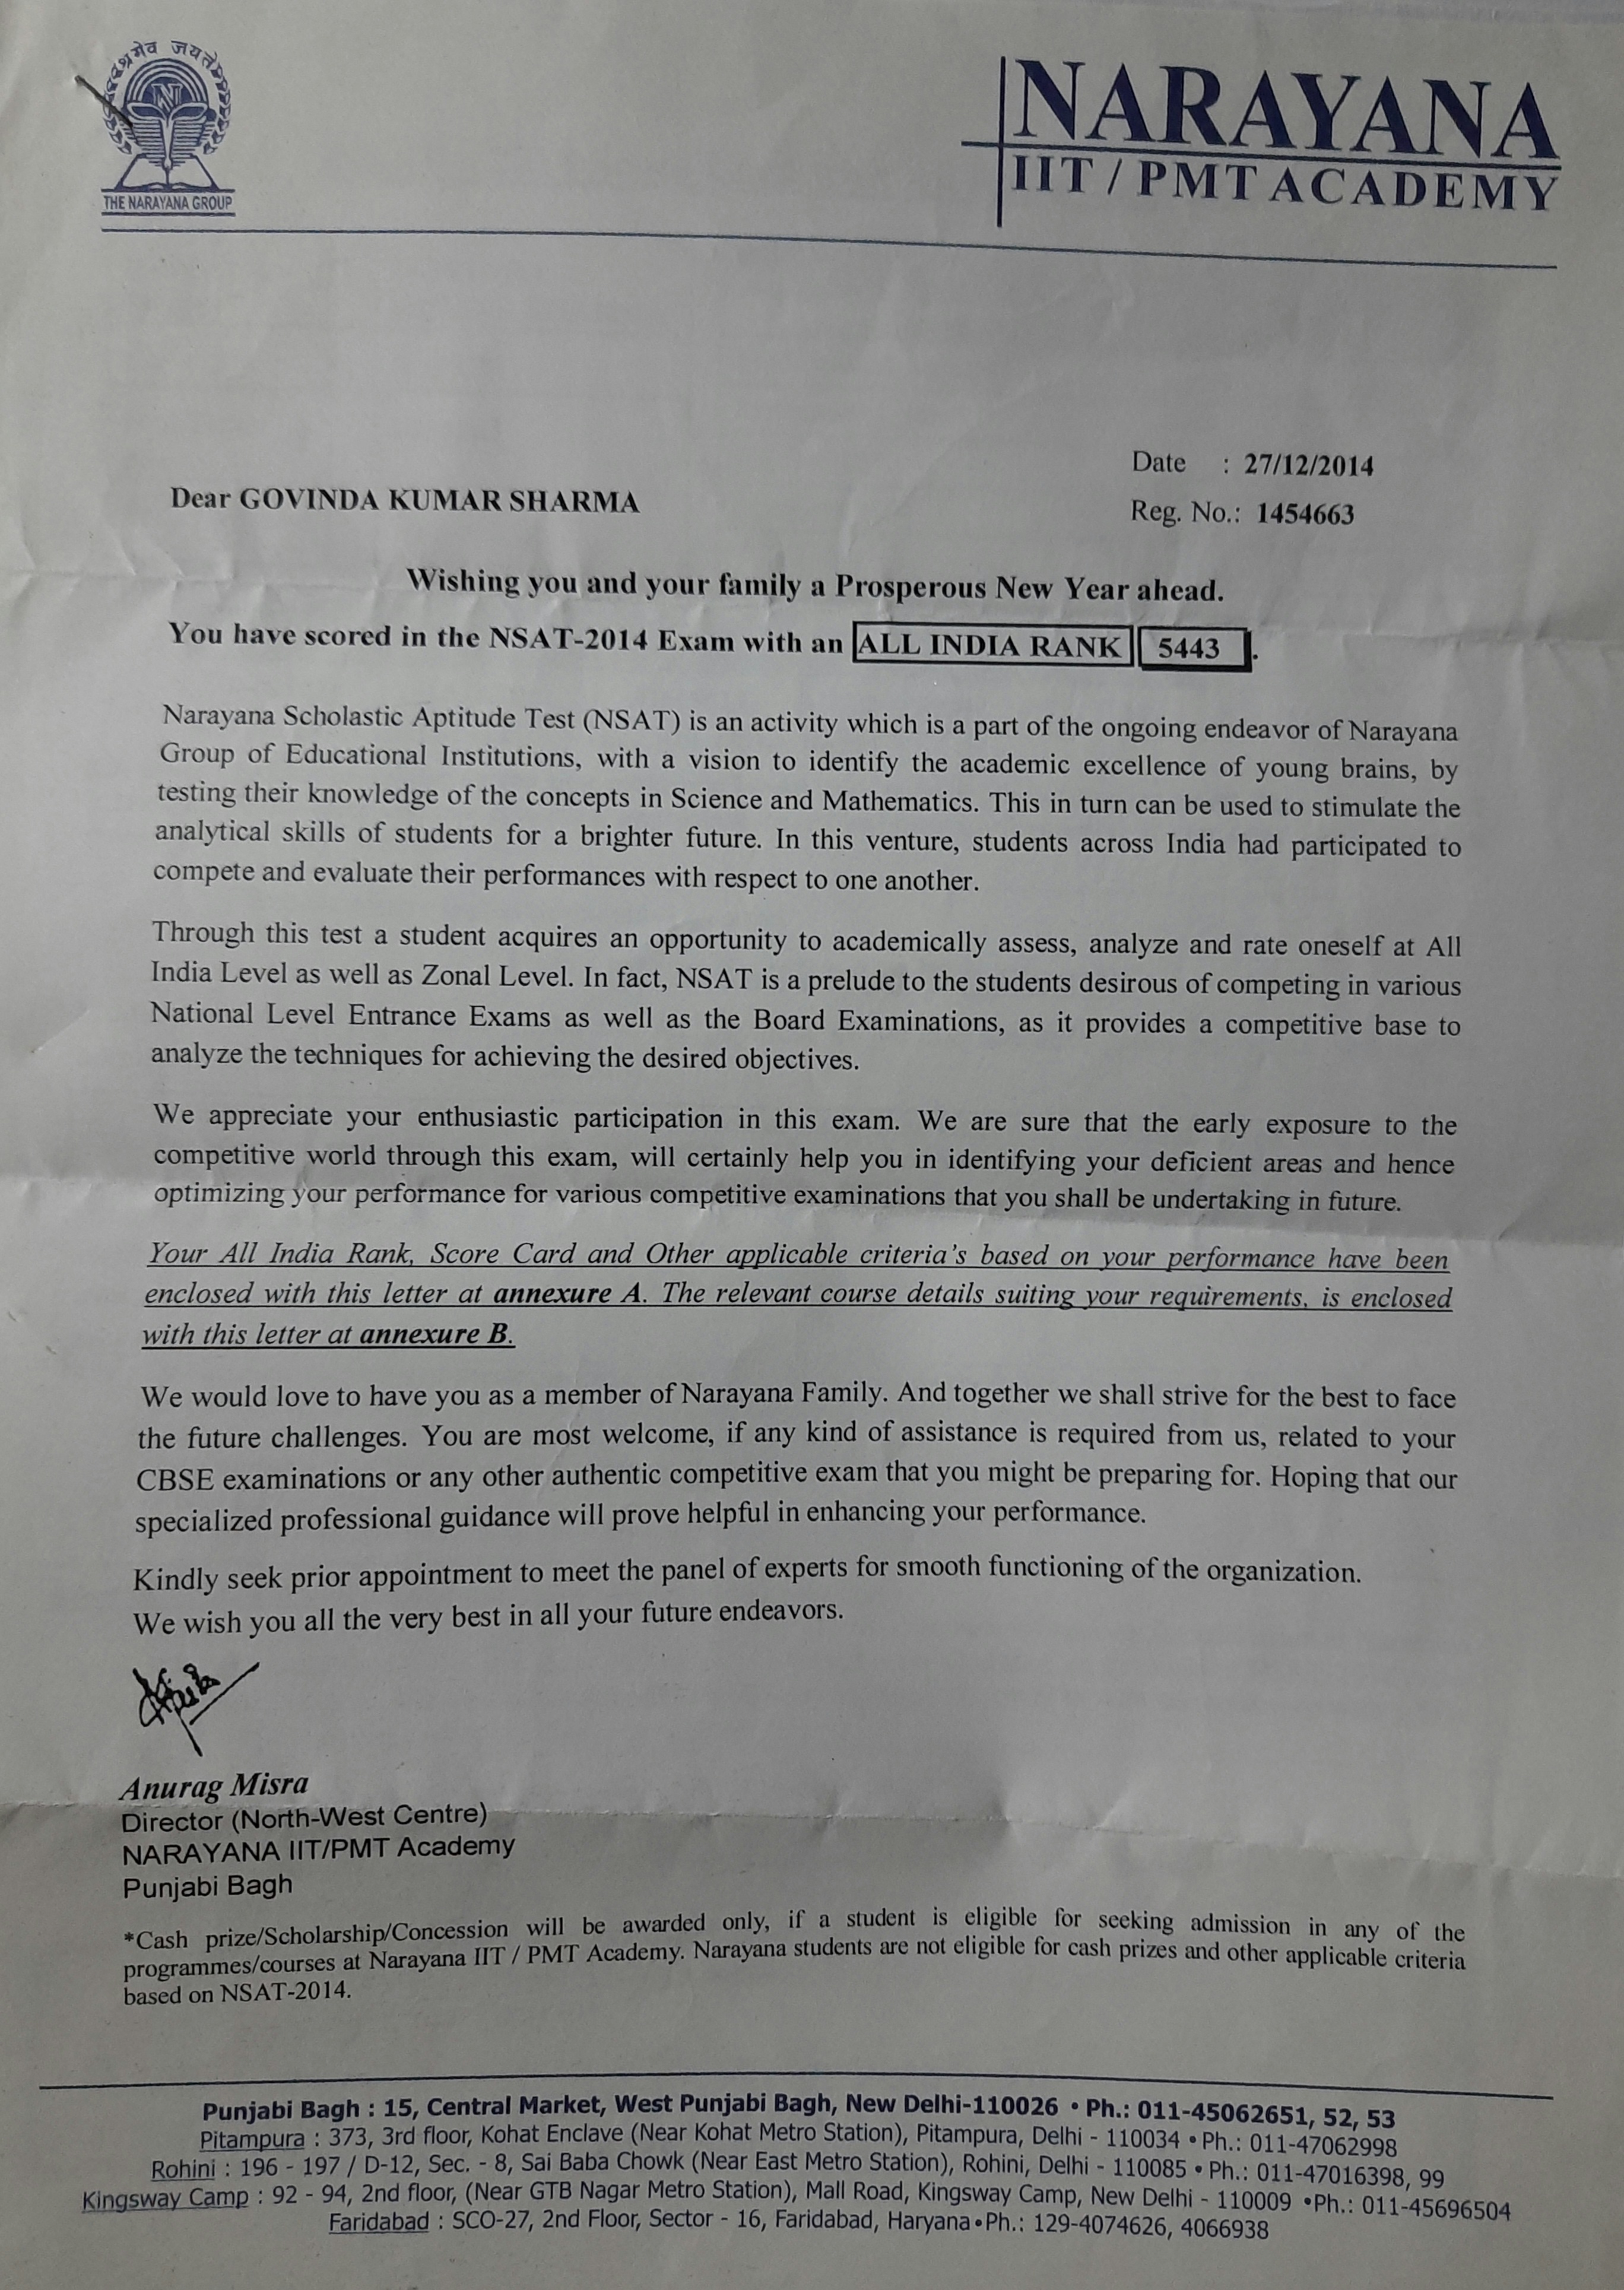 श्रमेव जयते
N
THE NARAYANA GROUP
NARAYANA
IIT / PMT ACADEMY
Date : 27/12/2014
Dear GOVINDA KUMAR SHARMA
Reg. No.: 1454663
Wishing you and your family a Prosperous New Year ahead.
You have scored in the NSAT-2014 Exam with an ALL INDIA RANK 5443 .
Narayana Scholastic Aptitude Test (NSAT) is an activity which is a part of the ongoing endeavor of Narayana
Group of Educational Institutions, with a vision to identify the academic excellence of young brains, by
testing their knowledge of the concepts in Science and Mathematics. This in turn can be used to stimulate the
analytical skills of students for a brighter future. In this venture, students across India had participated to
compete and evaluate their performances with respect to one another.
Through this test a student acquires an opportunity to academically assess, analyze and rate oneself at All
India Level as well as Zonal Level. In fact, NSAT is a prelude to the students desirous of competing in various
National Level Entrance Exams as well as the Board Examinations, as it provides a competitive base to
analyze the techniques for achieving the desired objectives.
We appreciate your enthusiastic participation in this exam. We are sure that the early exposure to the
competitive world through this exam, will certainly help you in identifying your deficient areas and hence
optimizing your performance for various competitive examinations that you shall be undertaking in future.
Your All India Rank, Score Card and Other applicable criteria's based on your performance have been
enclosed with this letter at annexure A. The relevant course details suiting your requirements, is enclosed
with this letter at annexure B.
We would love to have you as a member of Narayana Family. And together we shall strive for the best to face
the future challenges. You are most welcome, if any kind of assistance is required from us, related to your
CBSE examinations or any other authentic competitive exam that you might be preparing for. Hoping that our
specialized professional guidance will prove helpful in enhancing your performance.
Kindly seek prior appointment to meet the panel of experts for smooth functioning of the organization.
We wish you all the very best in all your future endeavors.
Anurag Misra
Director (North-West Centre)
NARAYANA IIT/PMT Academy
Punjabi Bagh
*Cash prize/Scholarship/Concession will be awarded only, if a student is eligible for seeking admission in any of the
programmes/courses at Narayana IIT / PMT Academy. Narayana students are not eligible for cash prizes and other applicable criteria
based on NSAT-2014.
Punjabi Bagh : 15, Central Market, West Punjabi Bagh, New Delhi-110026 • Ph.: 011-45062651, 52, 53
Pitampura : 373, 3rd floor, Kohat Enclave (Near Kohat Metro Station), Pitampura, Delhi - 110034 • Ph.: 011-47062998
Rohini : 196 - 197 / D-12, Sec. - 8, Sai Baba Chowk (Near East Metro Station), Rohini, Delhi - 110085 • Ph.: 011-47016398, 99
Kingsway Camp : 92 - 94, 2nd floor, (Near GTB Nagar Metro Station), Mall Road, Kingsway Camp, New Delhi - 110009 •Ph.: 011-45696504
Faridabad : SCO-27, 2nd Floor, Sector - 16, Faridabad, Haryana•Ph.: 129-4074626, 4066938